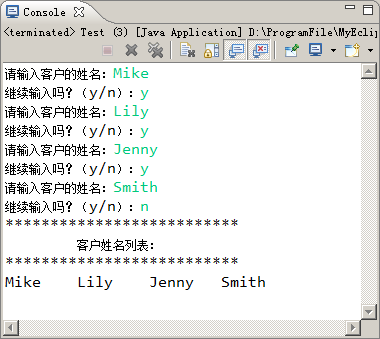 Console
<terminated> Test (3) [Java Application] D:\ProgramFile\MyEclip
请输入客户的姓名：Mike
继续输入吗？（y/n）：y
请输入客户的姓名：Lily
继续输入吗？（y/n）：y
请输入客户的姓名：Jenny
继续输入吗？（y/n）：y
请输入客户的姓名：Smith
继续输入吗？（y/n）：n
**************************
客户姓名列表：
**************************
Mike Lily Jenny Smith